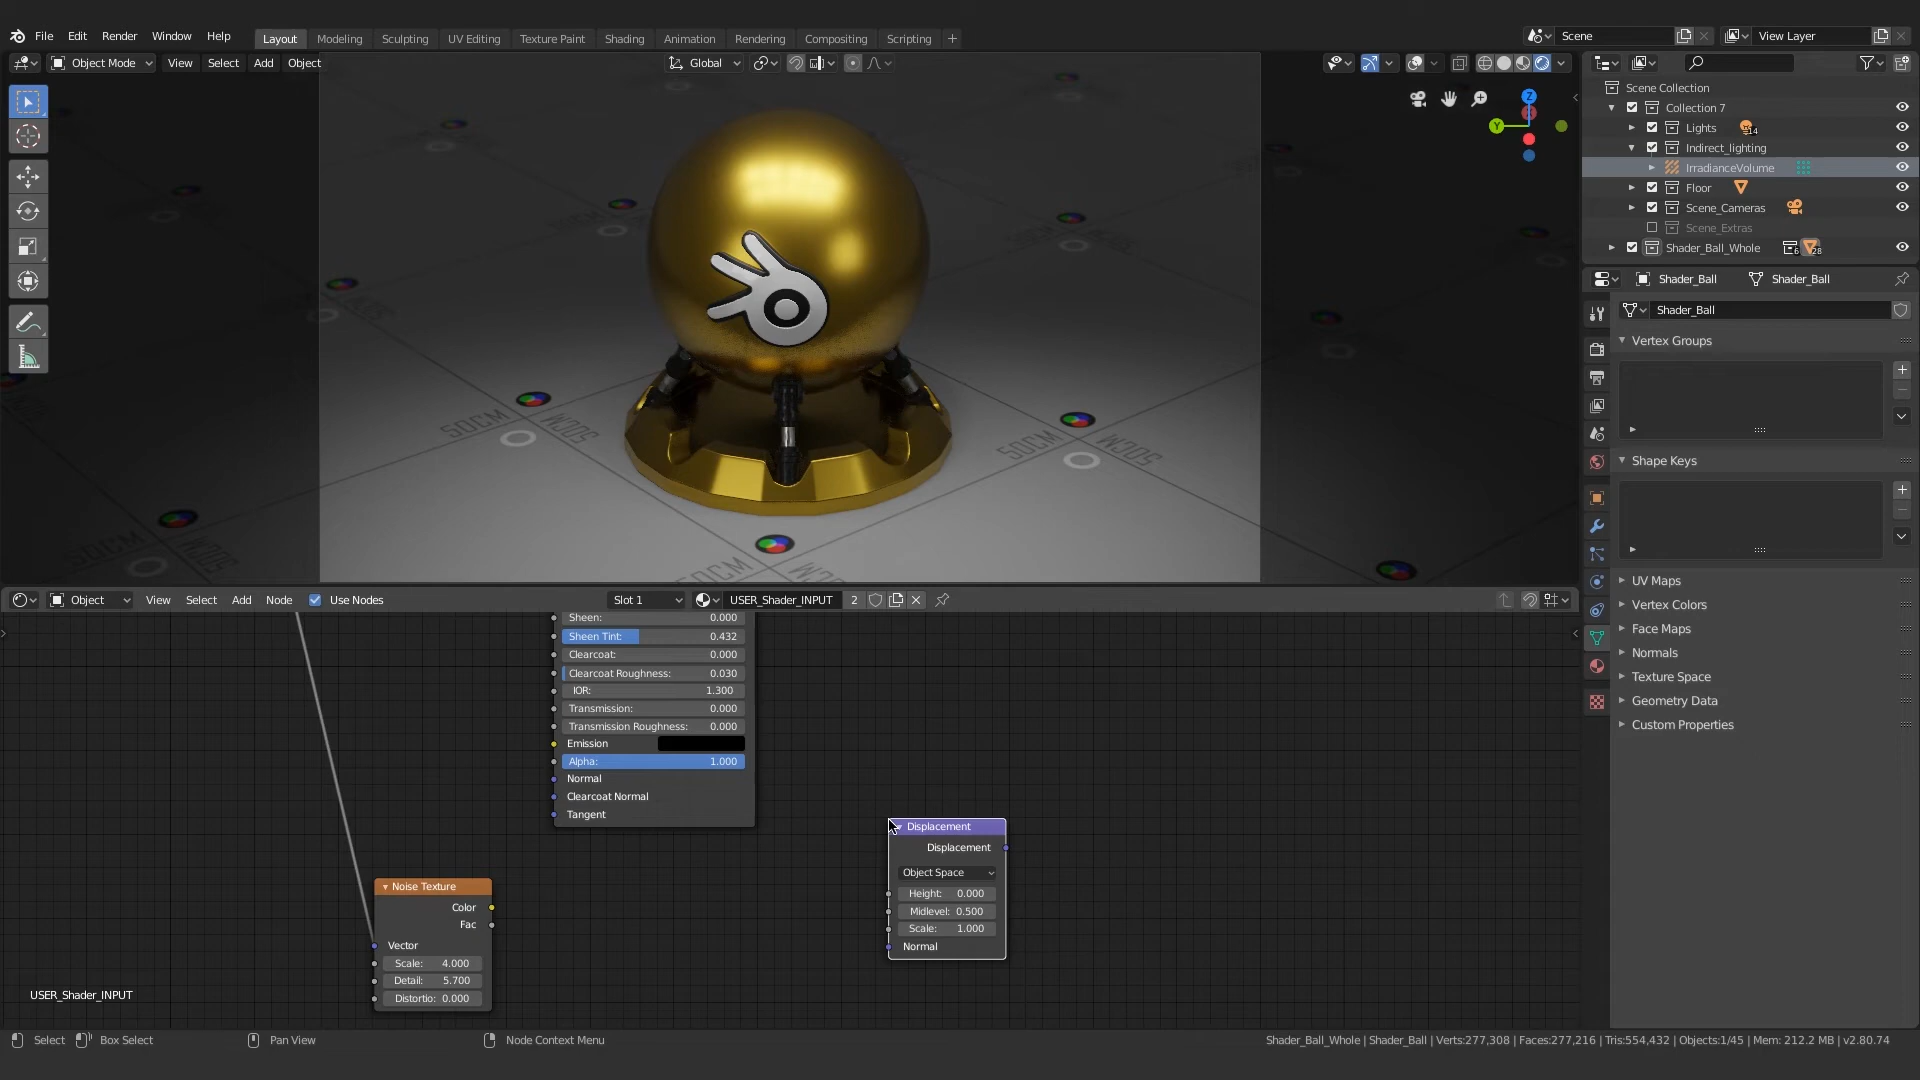 File Edit Render Window Help Layout Modeling Sculpting UV Editing Texture Paint Shading Animation Rendering Compositing Scripting + Scene View Layer
Object Mode View Select Add Object Global
Scene Collection
Collection 7
Lights 14
Indirect_lighting
IrradianceVolume
Floor
Scene_Cameras
Scene_Extras
Shader_Ball_Whole 6 28
Z
Y
50CM
50CM
50CM
50CM
Shader_Ball Shader_Ball
Shader_Ball
Vertex Groups
Shape Keys
UV Maps
Vertex Colors
Face Maps
Normals
Texture Space
Geometry Data
Custom Properties
Object View Select Add Node Use Nodes Slot 1 USER_Shader_INPUT 2
Sheen: 0.000
Sheen Tint: 0.432
Clearcoat: 0.000
Clearcoat Roughness: 0.030
IOR: 1.300
Transmission: 0.000
Transmission Roughness: 0.000
Emission
Alpha: 1.000
Normal
Clearcoat Normal
Tangent
Displacement
Displacement
Object Space
Height: 0.000
Midlevel: 0.500
Scale: 1.000
Normal
Noise Texture
Color
Fac
Vector
Scale: 4.000
Detail: 5.700
Distortio: 0.000
USER_Shader_INPUT
Select Box Select Pan View Node Context Menu Shader_Ball_Whole | Shader_Ball | Verts:277,308 | Faces:277,216 | Tris:554,432 | Objects:1/45 | Mem: 212.2 MB | v2.80.74